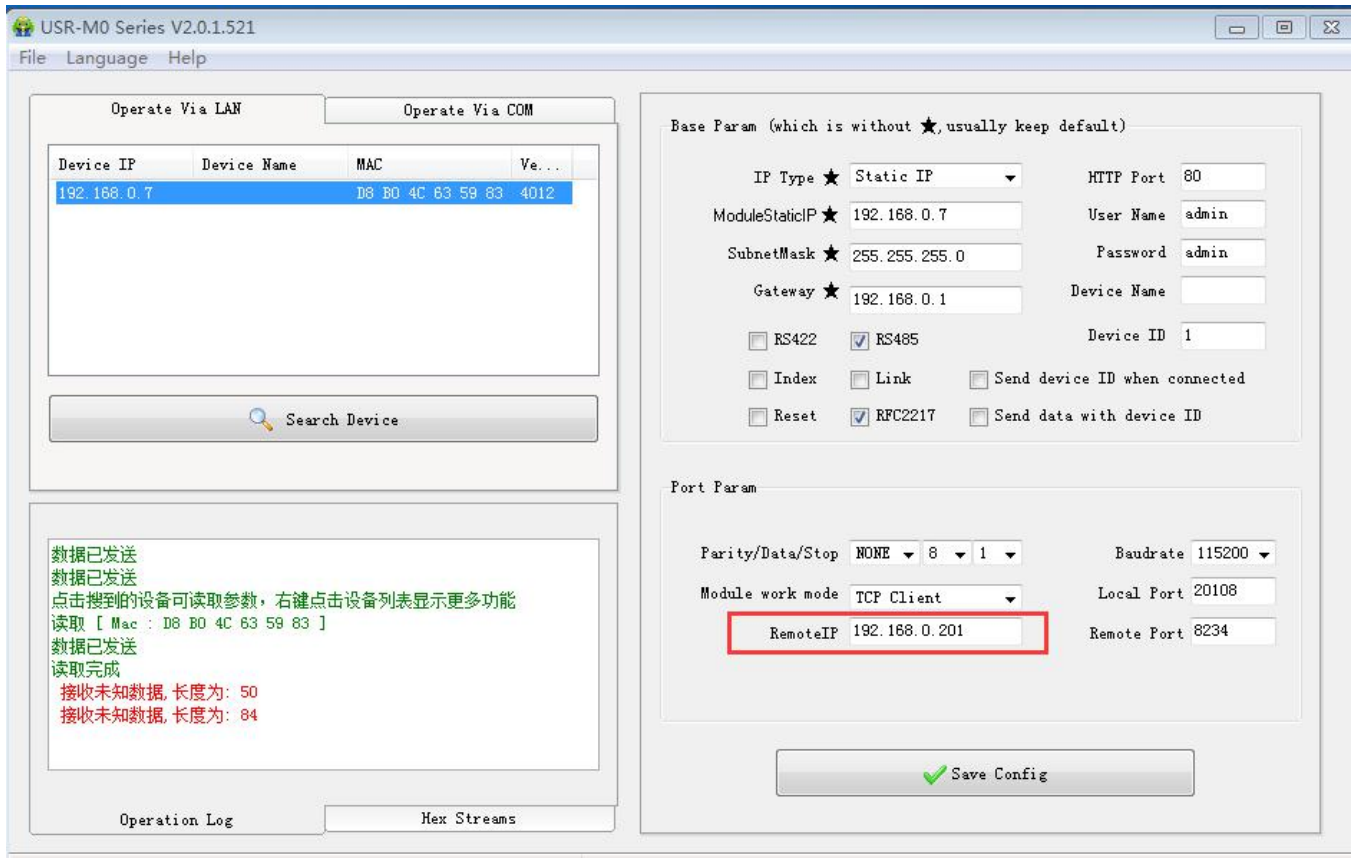 USR-M0 Series V2.0.1.521
File Language Help
Operate Via LAN
Operate Via COM
Device IP Device Name MAC Ve...
192.168.0.7 D8 B0 4C 63 59 83 4012
Search Device
数据已发送
数据已发送
点击搜到的设备可读取参数，右键点击设备列表显示更多功能
读取 [ Mac : D8 B0 4C 63 59 83 ]
数据已发送
读取完成
接收未知数据,长度为: 50
接收未知数据,长度为: 84
Operation Log
Hex Streams
Base Param (which is without ★,usually keep default)
IP Type ★ Static IP HTTP Port 80
ModuleStaticIP ★ 192.168.0.7 User Name admin
SubnetMask ★ 255.255.255.0 Password admin
Gateway ★ 192.168.0.1 Device Name
RS422 RS485 Device ID 1
Index Link Send device ID when connected
Reset RFC2217 Send data with device ID
Port Param
Parity/Data/Stop NONE 8 1 Baudrate 115200
Module work mode TCP Client Local Port 20108
RemoteIP 192.168.0.201 Remote Port 8234
Save Config